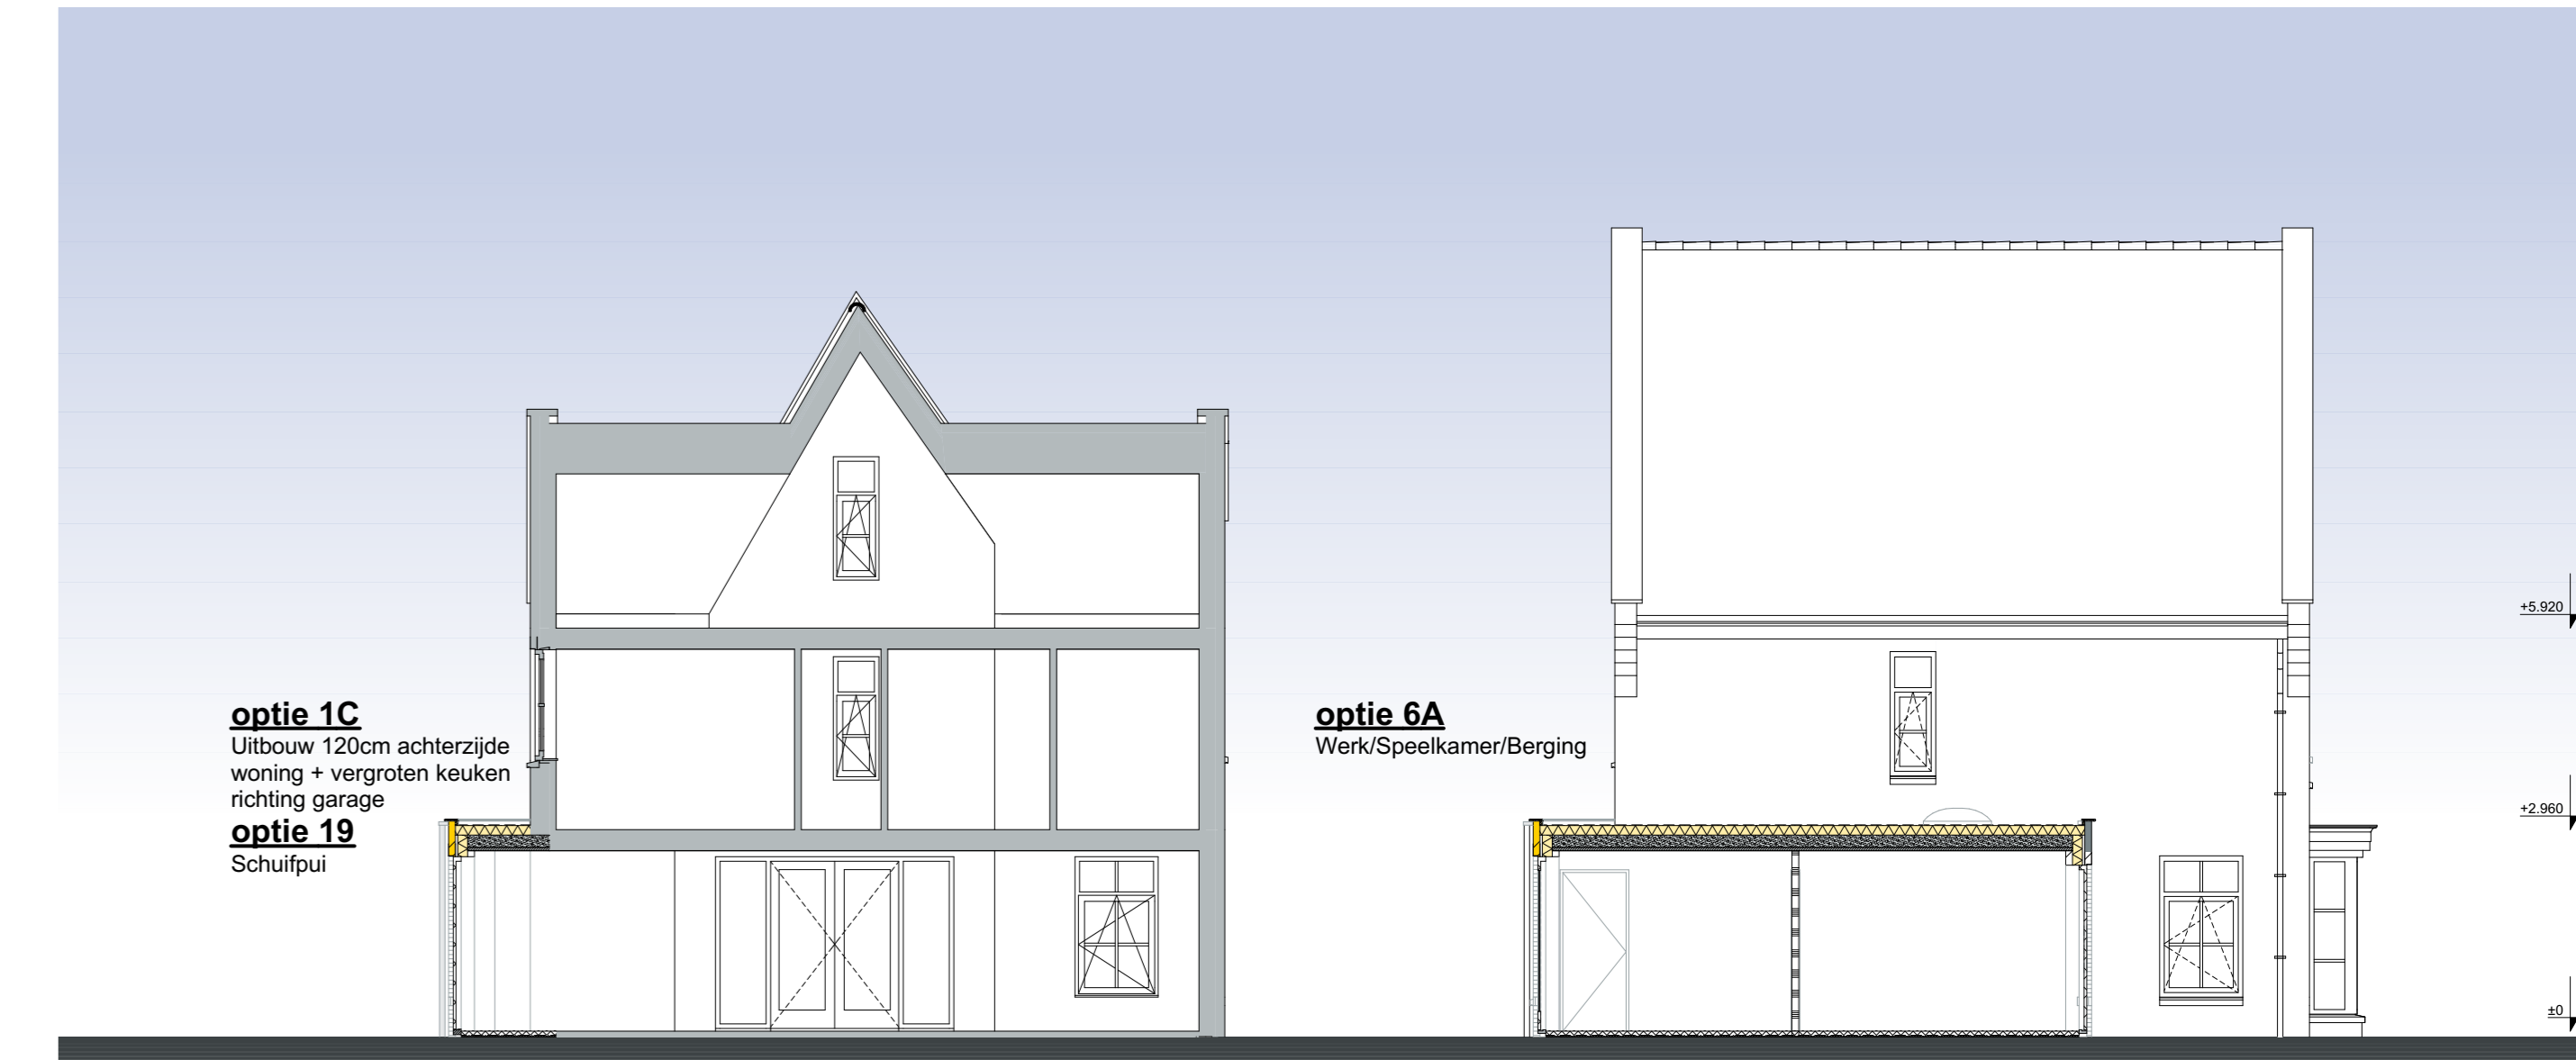 optie 1C
Uitbouw 120cm achterzijde
woning + vergroten keuken
richting garage
optie 19
Schuifpui
optie 6A
Werk/Speelkamer/Berging
+5.920
+2.960
±0